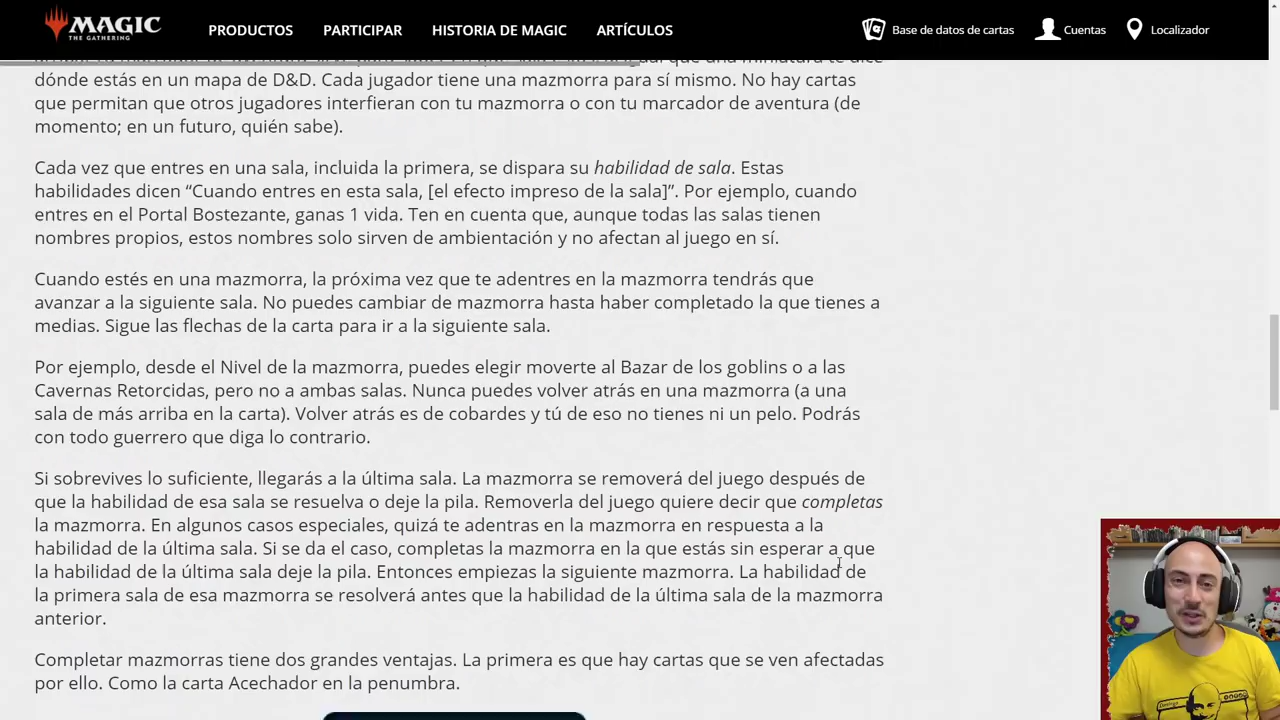 MAGIC
THE GATHERING
PRODUCTOS
PARTICIPAR
HISTORIA DE MAGIC
ARTÍCULOS
Base de datos de cartas
Cuentas
Localizador
dónde estás en un mapa de D&D. Cada jugador tiene una mazmorra para sí mismo. No hay cartas
que permitan que otros jugadores interfieran con tu mazmorra o con tu marcador de aventura (de
momento; en un futuro, quién sabe).
Cada vez que entres en una sala, incluida la primera, se dispara su habilidad de sala. Estas
habilidades dicen “Cuando entres en esta sala, [el efecto impreso de la sala]”. Por ejemplo, cuando
entres en el Portal Bostezante, ganas 1 vida. Ten en cuenta que, aunque todas las salas tienen
nombres propios, estos nombres solo sirven de ambientación y no afectan al juego en sí.
Cuando estés en una mazmorra, la próxima vez que te adentres en la mazmorra tendrás que
avanzar a la siguiente sala. No puedes cambiar de mazmorra hasta haber completado la que tienes a
medias. Sigue las flechas de la carta para ir a la siguiente sala.
Por ejemplo, desde el Nivel de la mazmorra, puedes elegir moverte al Bazar de los goblins o a las
Cavernas Retorcidas, pero no a ambas salas. Nunca puedes volver atrás en una mazmorra (a una
sala de más arriba en la carta). Volver atrás es de cobardes y tú de eso no tienes ni un pelo. Podrás
con todo guerrero que diga lo contrario.
Si sobrevives lo suficiente, llegarás a la última sala. La mazmorra se removerá del juego después de
que la habilidad de esa sala se resuelva o deje la pila. Removerla del juego quiere decir que completas
la mazmorra. En algunos casos especiales, quizá te adentras en la mazmorra en respuesta a la
habilidad de la última sala. Si se da el caso, completas la mazmorra en la que estás sin esperar a que
la habilidad de la última sala deje la pila. Entonces empiezas la siguiente mazmorra. La habilidad de
la primera sala de esa mazmorra se resolverá antes que la habilidad de la última sala de la mazmorra
anterior.
Completar mazmorras tiene dos grandes ventajas. La primera es que hay cartas que se ven afectadas
por ello. Como la carta Acechador en la penumbra.